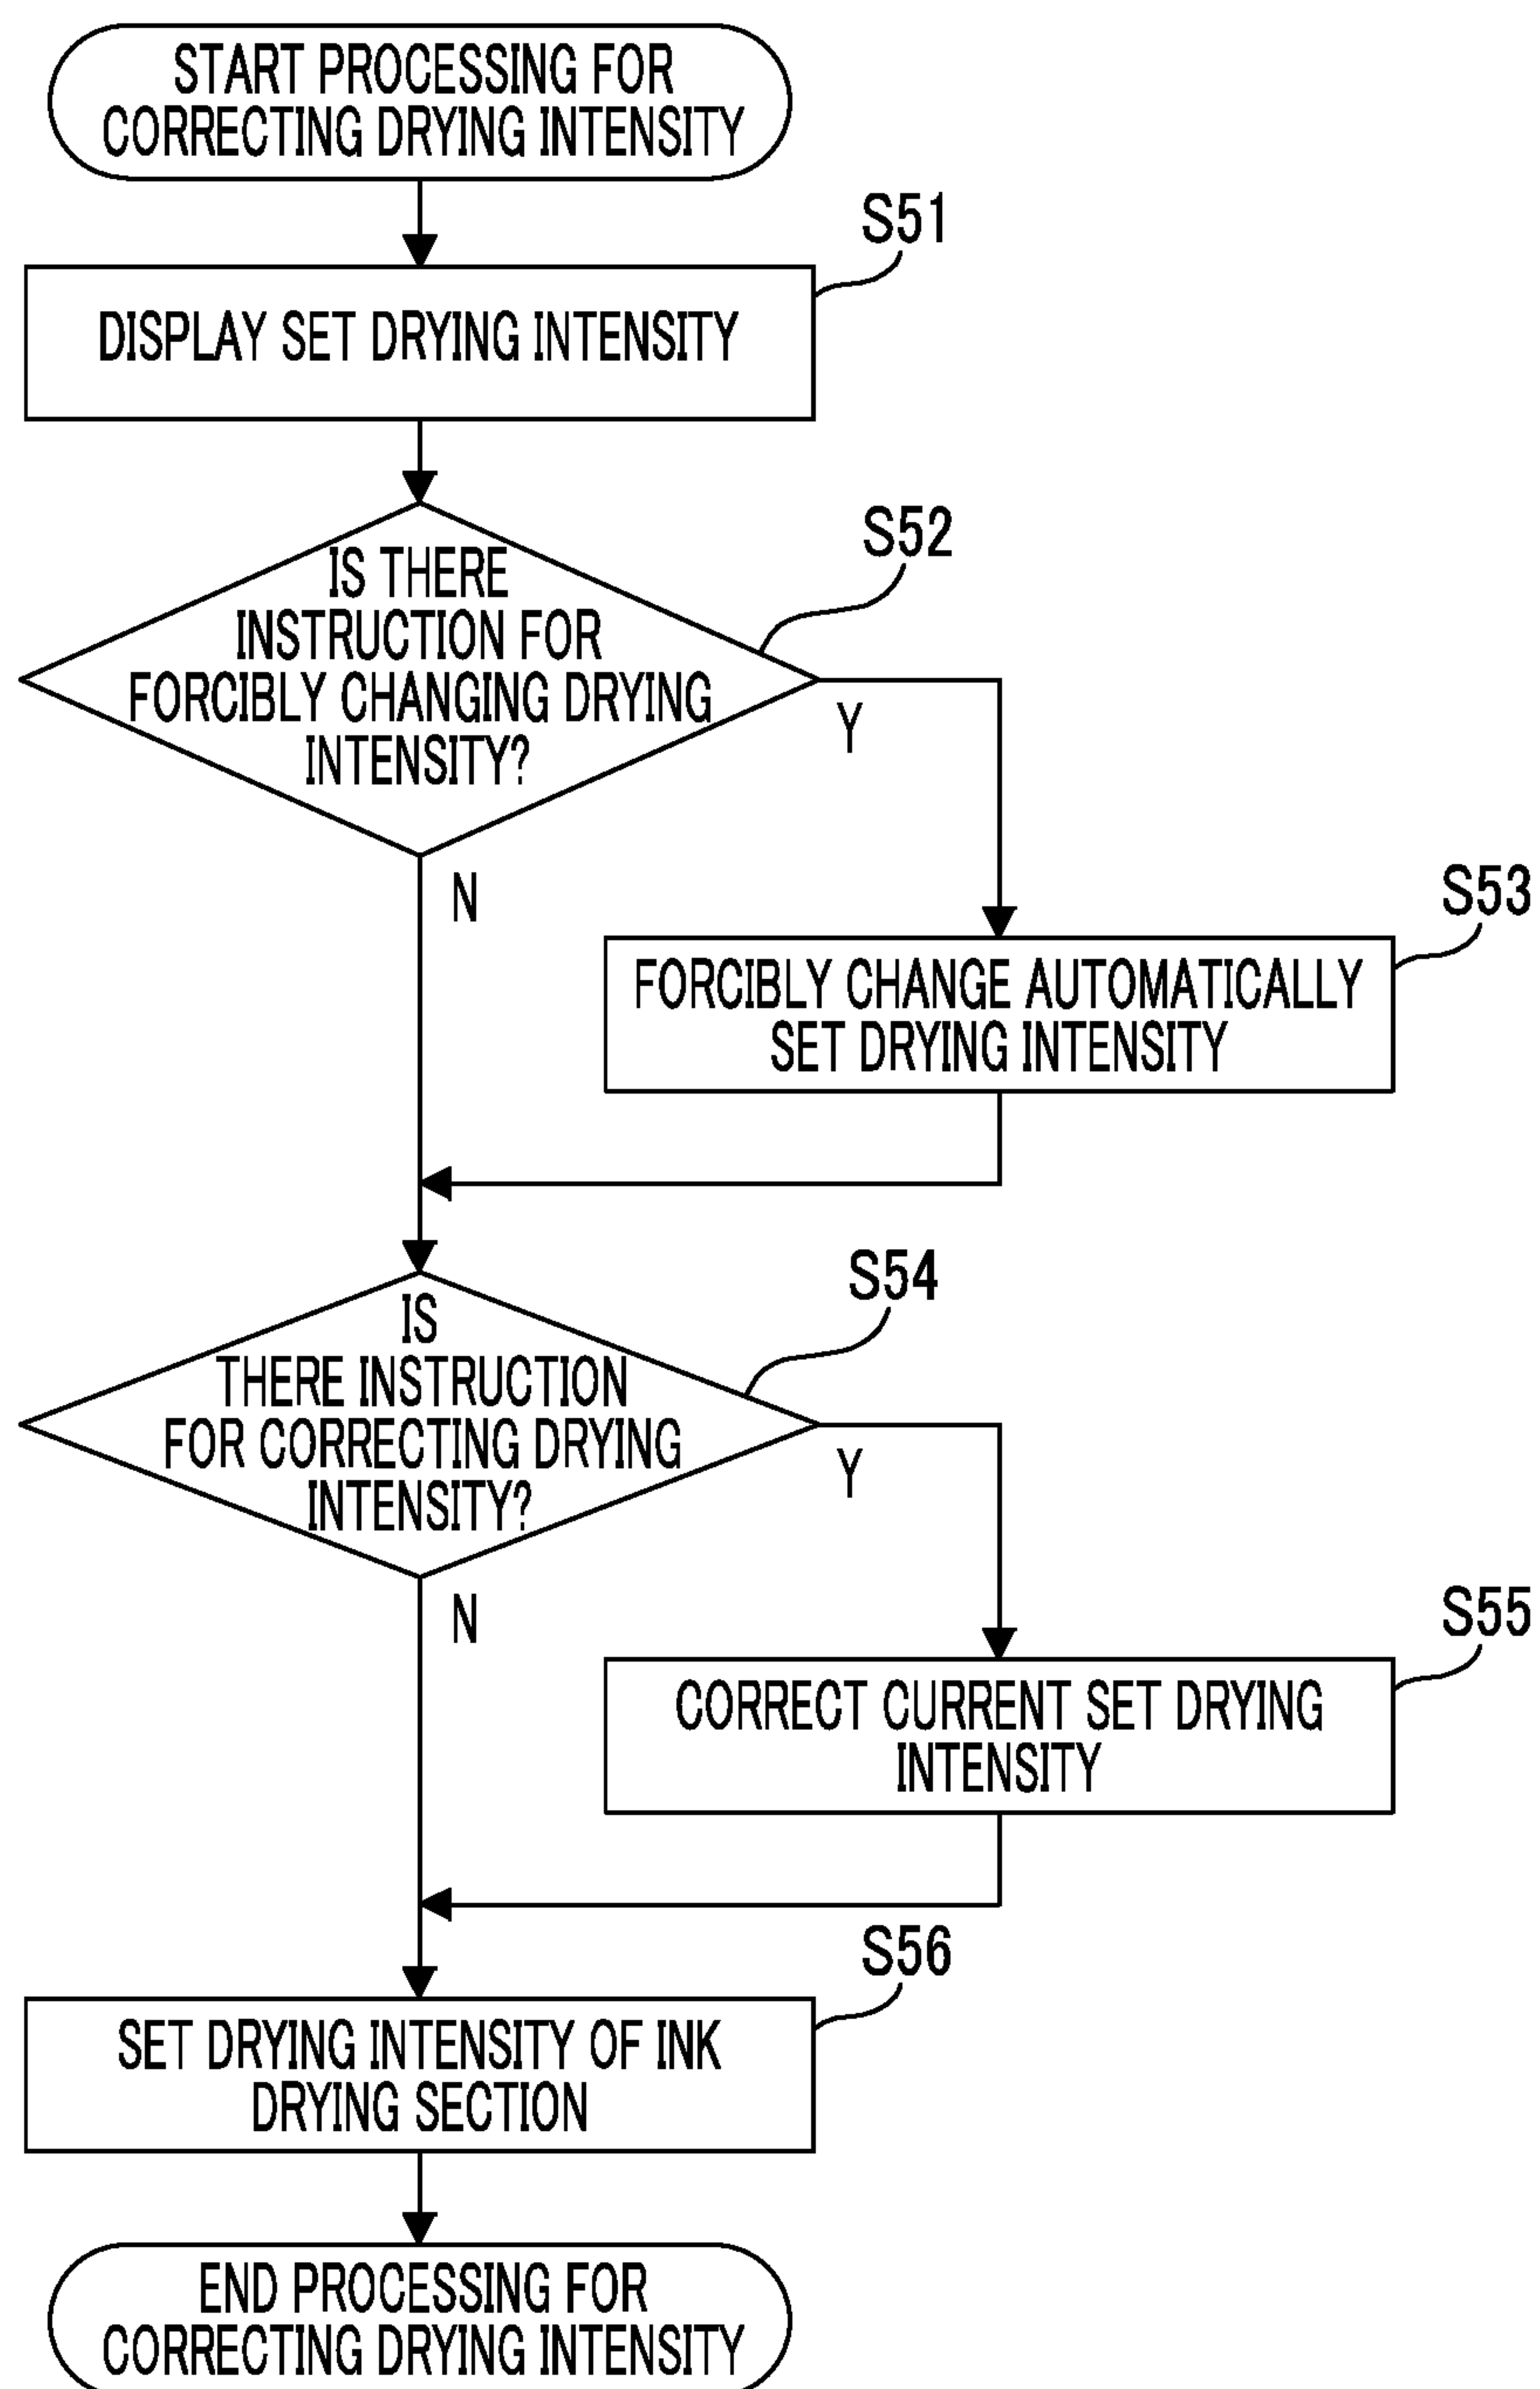 START PROCESSING FOR
CORRECTING DRYING INTENSITY
S51
DISPLAY SET DRYING INTENSITY
S52
IS THERE
INSTRUCTION FOR
FORCIBLY CHANGING DRYING
INTENSITY?
Y
N
S53
FORCIBLY CHANGE AUTOMATICALLY
SET DRYING INTENSITY
S54
IS
THERE INSTRUCTION
FOR CORRECTING DRYING
INTENSITY?
Y
N
S55
CORRECT CURRENT SET DRYING
INTENSITY
S56
SET DRYING INTENSITY OF INK
DRYING SECTION
END PROCESSING FOR
CORRECTING DRYING INTENSITY